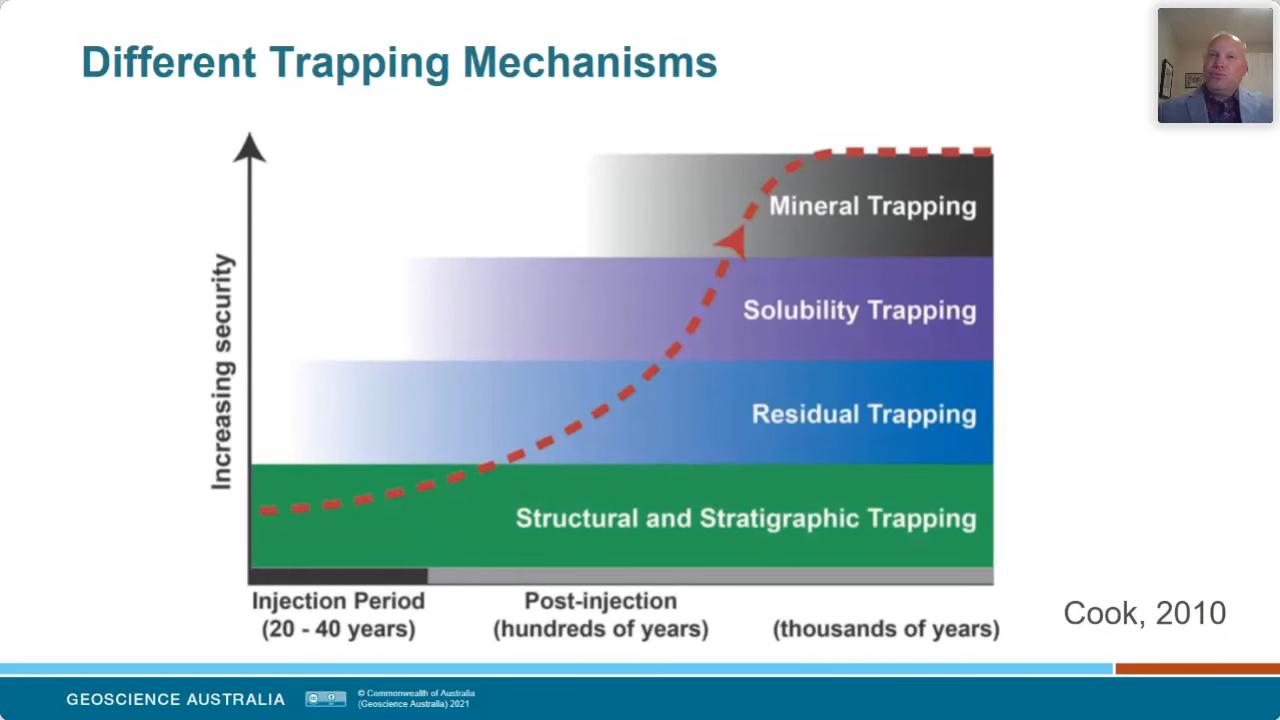 Different Trapping Mechanisms
Increasing security
Mineral Trapping
Solubility Trapping
Residual Trapping
Structural and Stratigraphic Trapping
Injection Period
(20 - 40 years)
Post-injection
(hundreds of years)
(thousands of years)
Cook, 2010
GEOSCIENCE AUSTRALIA
© Commonwealth of Australia
(Geoscience Australia) 2021